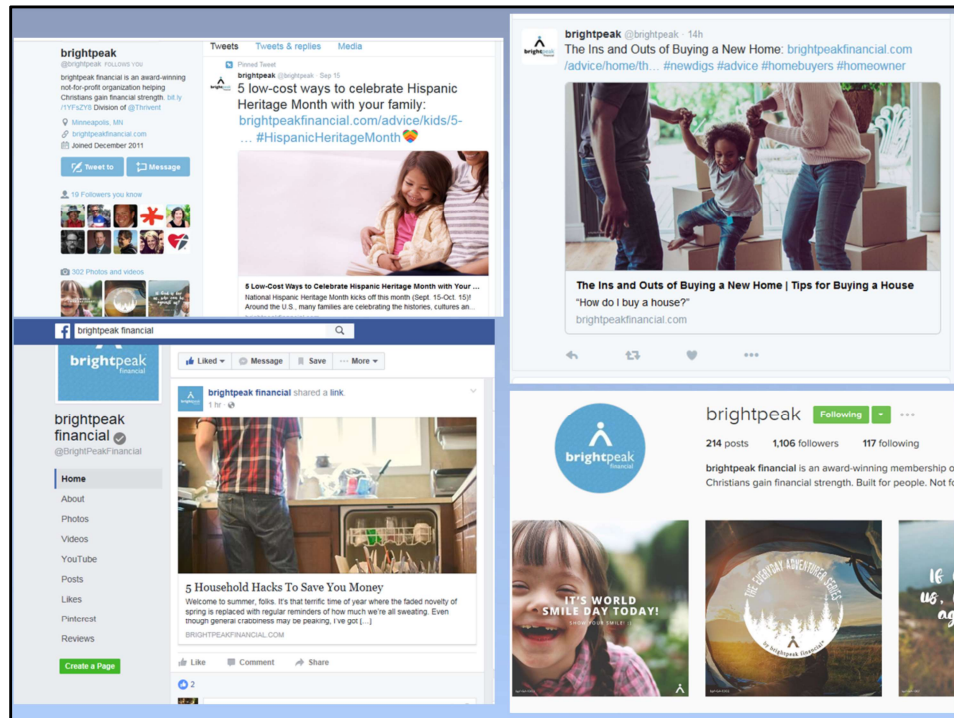 brightpeak
@brightpeak FOLLOWS YOU
brightpeak financial is an award-winning
not-for-profit organization helping
Christians gain financial strength. bit.ly
/1YFsZY8 Division of @Thrivent
Minneapolis, MN
brightpeakfinancial.com
Joined December 2011
Tweet to Message
19 Followers you know
302 Photos and videos
Tweets Tweets & replies Media
Pinned Tweet
brightpeak @brightpeak · Sep 15
5 low-cost ways to celebrate Hispanic
Heritage Month with your family:
brightpeakfinancial.com/advice/kids/5-
… #HispanicHeritageMonth
5 Low-Cost Ways to Celebrate Hispanic Heritage Month with Your ...
National Hispanic Heritage Month kicks off this month (Sept. 15-Oct. 15)!
Around the U.S., many families are celebrating the histories, cultures an...
brightpeak @brightpeak · 14h
The Ins and Outs of Buying a New Home: brightpeakfinancial.com
/advice/home/th… #newdigs #advice #homebuyers #homeowner
The Ins and Outs of Buying a New Home | Tips for Buying a House
“How do I buy a house?”
brightpeakfinancial.com
brightpeak financial
brightpeak
financial
brightpeak
financial
@BrightPeakFinancial
Home
About
Photos
Videos
YouTube
Posts
Likes
Pinterest
Reviews
Create a Page
Liked Message Save ··· More
brightpeak financial shared a link.
1 hr ·
5 Household Hacks To Save You Money
Welcome to summer, folks. It's that terrific time of year where the faded novelty of
spring is replaced with regular reminders of how much we're all sweating. Even
though general crabbiness may be peaking, I've got […]
BRIGHTPEAKFINANCIAL.COM
Like Comment Share
2
brightpeak
financial
brightpeak Following
214 posts 1,106 followers 117 following
brightpeak financial is an award-winning membership o
Christians gain financial strength. Built for people. Not fo
IT'S WORLD
SMILE DAY TODAY!
SHOW YOUR SMILE!
THE EVERYDAY ADVENTURER SERIES
by brightpeak financial
If
us,
ag